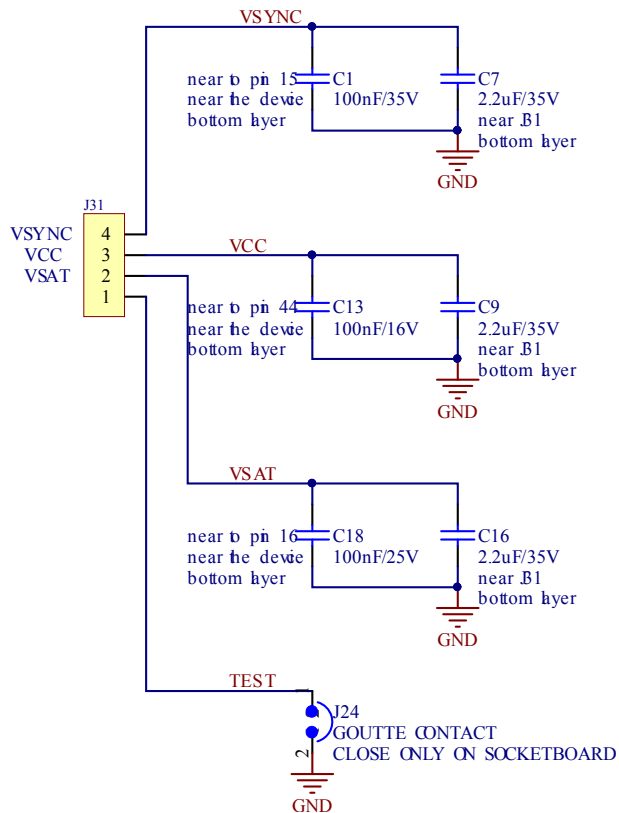 VSYNC
near to pin 15
near the device
bottom layer
C1
100nF/35V
C7
2.2uF/35V
near J31
bottom layer
GND
J31
VSYNC 4
VCC 3
VSAT 2
1
VCC
near to pin 44
near the device
bottom layer
C13
100nF/16V
C9
2.2uF/35V
near J31
bottom layer
GND
VSAT
near to pin 16
near the device
bottom layer
C18
100nF/25V
C16
2.2uF/35V
near J31
bottom layer
GND
TEST
1
J24
GOUTTE CONTACT
CLOSE ONLY ON SOCKETBOARD
2
GND